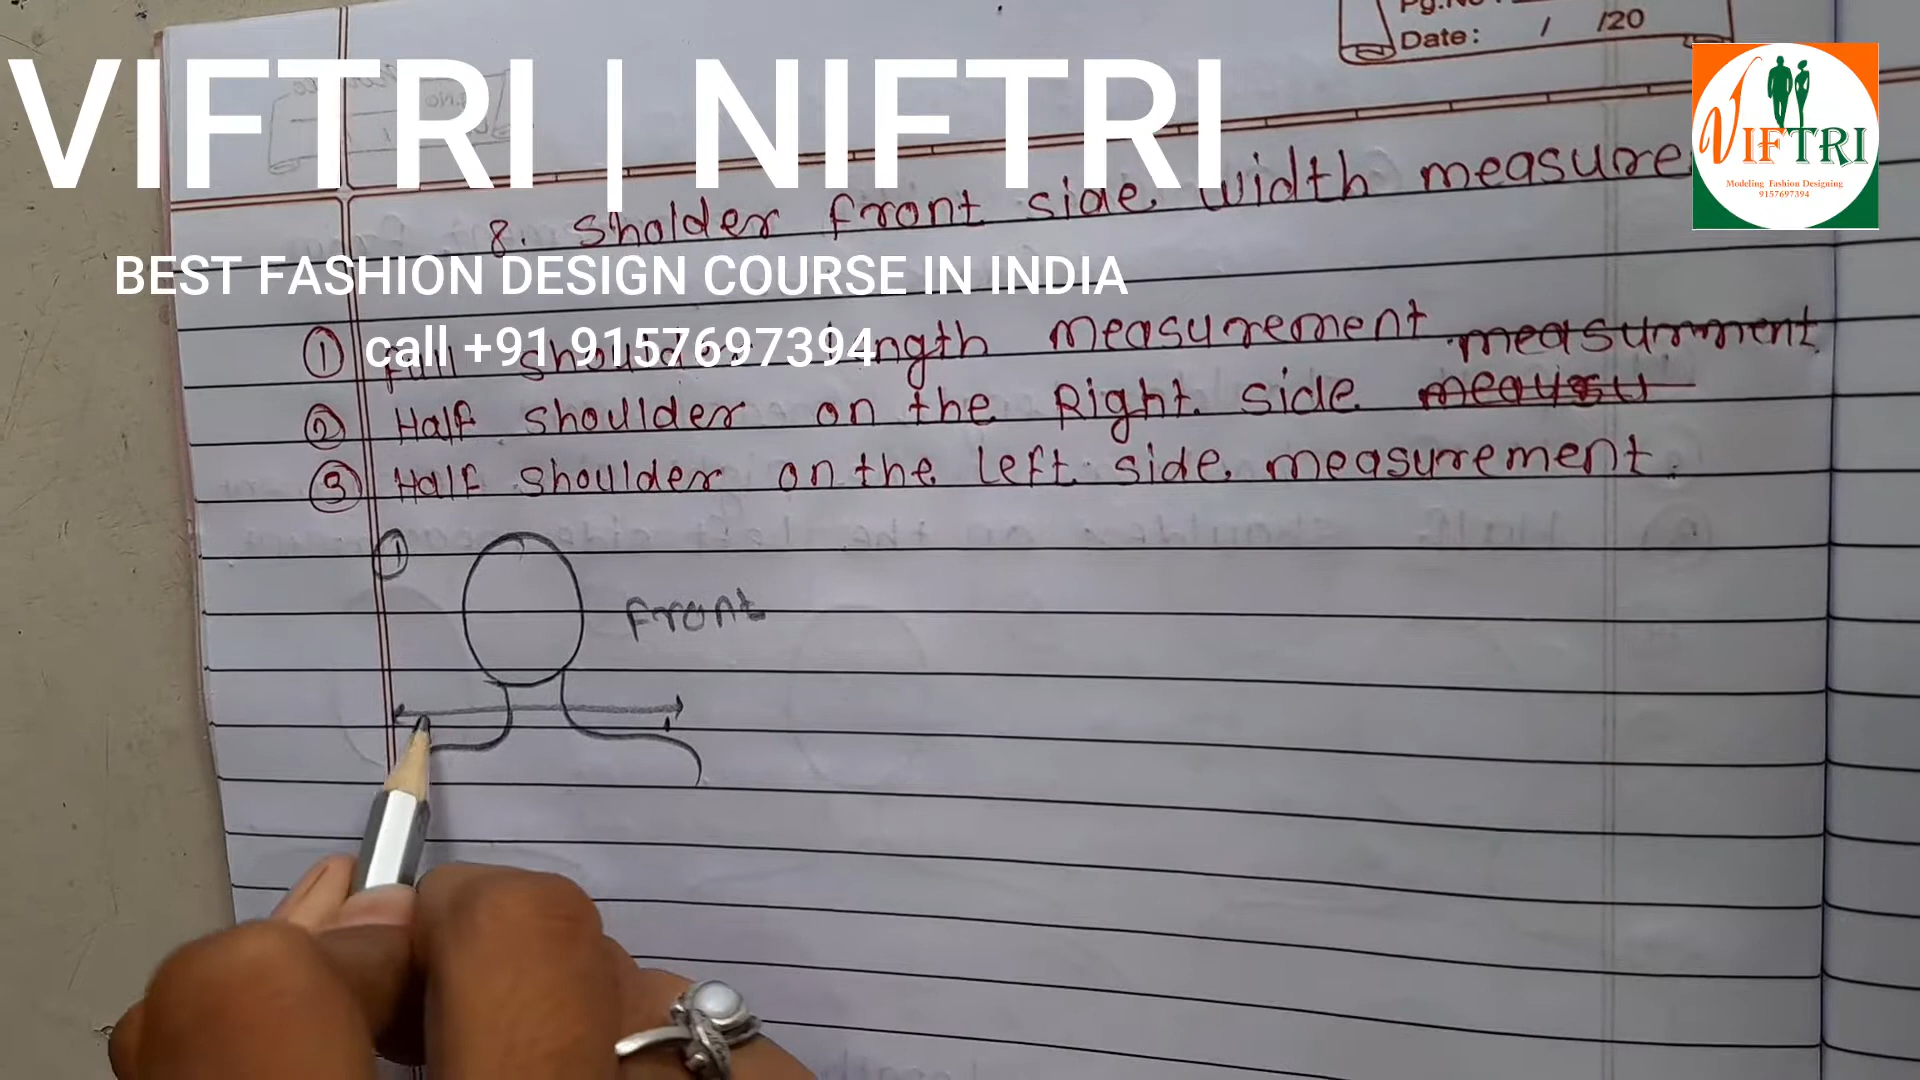 Pg.No :
Date: / /20
VIFTRI | NIFTRI
VIFTRI
Modeling Fashion Designing
9157697394
8. Sholder front side width measure
BEST FASHION DESIGN COURSE IN INDIA
call +91 9157697394
① Full shoulder length measurement measurment
② Half shoulder on the Right side measu
③ Half shoulder on the left side measurement.
①
Front